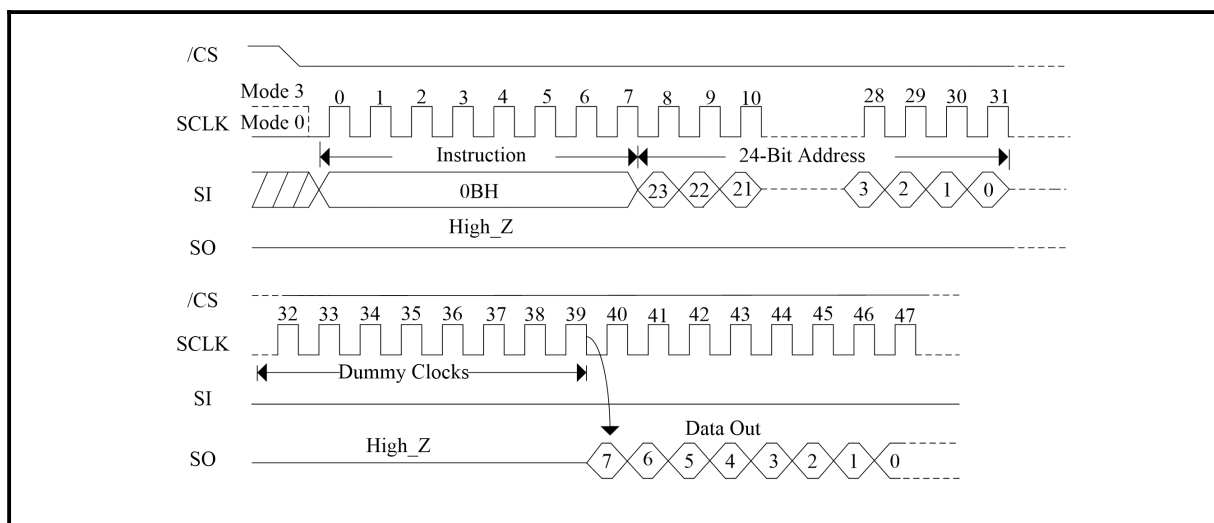 /CS
Mode 3
SCLK
Mode 0
0 1 2 3 4 5 6 7 8 9 10 28 29 30 31
Instruction
24-Bit Address
SI
0BH
23 22 21 3 2 1 0
High_Z
SO
/CS
32 33 34 35 36 37 38 39 40 41 42 43 44 45 46 47
SCLK
Dummy Clocks
SI
Data Out
High_Z
SO
7 6 5 4 3 2 1 0